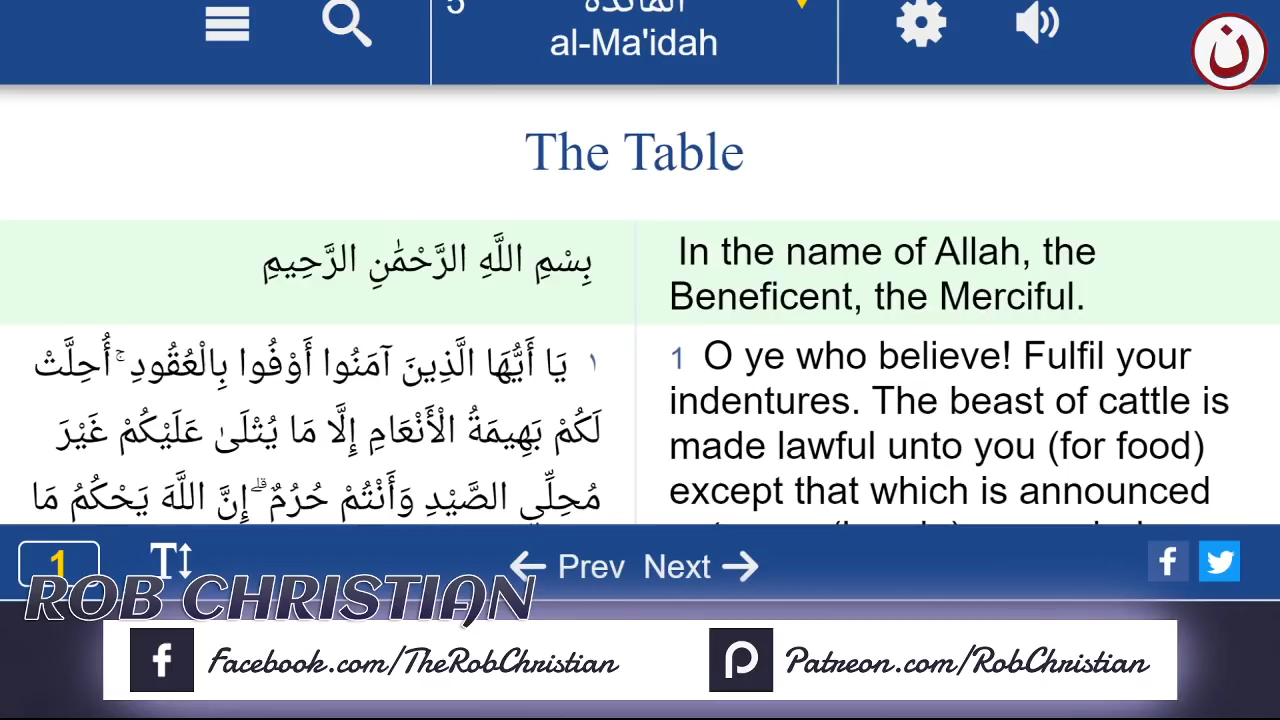 5
المائدة
al-Ma'idah
ن
The Table
بِسْمِ اللَّهِ الرَّحْمَٰنِ الرَّحِيمِ
In the name of Allah, the
Beneficent, the Merciful.
١ يَا أَيُّهَا الَّذِينَ آمَنُوا أَوْفُوا بِالْعُقُودِ ۚ أُحِلَّتْ
لَكُمْ بَهِيمَةُ الْأَنْعَامِ إِلَّا مَا يُتْلَىٰ عَلَيْكُمْ غَيْرَ
مُحِلِّي الصَّيْدِ وَأَنْتُمْ حُرُمٌ ۗ إِنَّ اللَّهَ يَحْكُمُ مَا
1 O ye who believe! Fulfil your
indentures. The beast of cattle is
made lawful unto you (for food)
except that which is announced
1
T
Prev Next
ROB CHRISTIAN
Facebook.com/TheRobChristian
Patreon.com/RobChristian